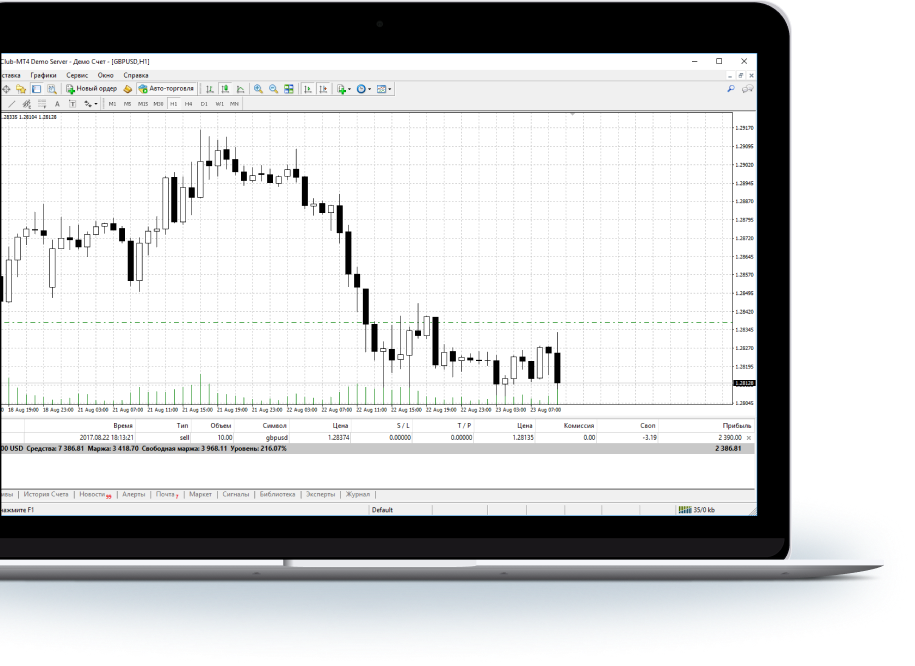 Club-MT4 Demo Server - Демо Счет - [GBPUSD,H1]
ставка Графики Сервис Окно Справка
Новый ордер Авто-торговля
A T M1 M5 M15 M30 H1 H4 D1 W1 MN
1.28335 1.28104 1.28128
1.29170
1.29095
1.29020
1.28945
1.28870
1.28795
1.28720
1.28645
1.28570
1.28495
1.28420
1.28345
1.28270
1.28195
1.28128
1.28045
0 18 Aug 19:00 18 Aug 23:00 21 Aug 03:00 21 Aug 07:00 21 Aug 11:00 21 Aug 15:00 21 Aug 19:00 21 Aug 23:00 22 Aug 03:00 22 Aug 07:00 22 Aug 11:00 22 Aug 15:00 22 Aug 19:00 22 Aug 23:00 23 Aug 03:00 23 Aug 07:00
Время Тип Объем Символ Цена S / L T / P Цена Комиссия Своп Прибыль
2017.08.22 18:13:21 sell 10.00 gbpusd 1.28374 0.00000 0.00000 1.28135 0.00 -3.19 2 390.00
00 USD Средства: 7 386.81 Маржа: 3 418.70 Свободная маржа: 3 968.11 Уровень: 216.07% 2 386.81
ивы | История Счета | Новости 99 | Алерты | Почта 7 | Маркет | Сигналы | Библиотека | Эксперты | Журнал |
нажмите F1 Default 35/0 kb